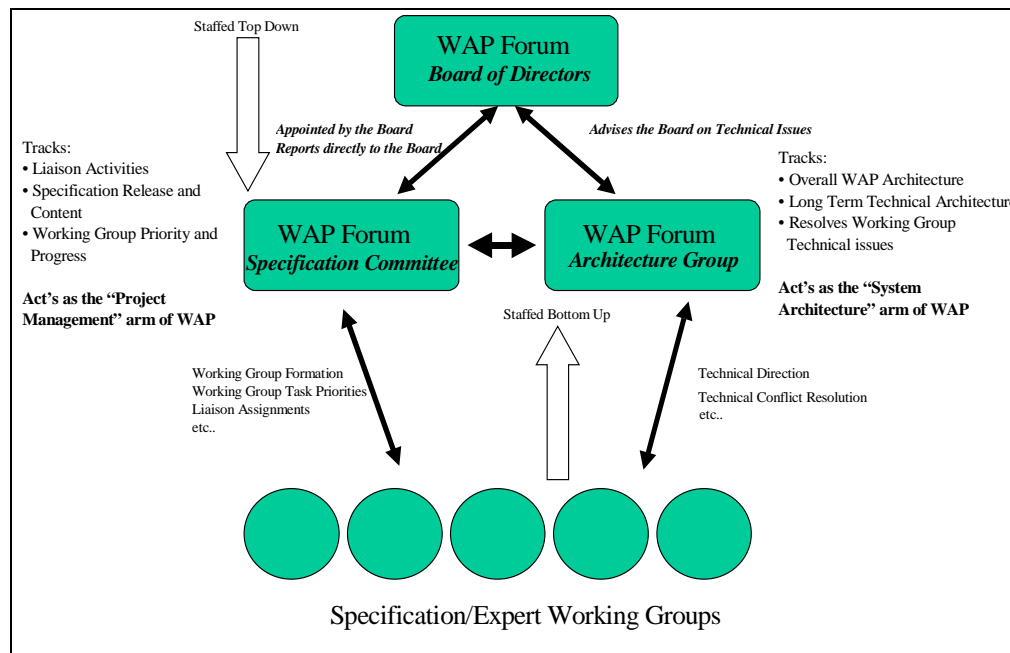 Staffed Top Down
WAP Forum
Board of Directors
Appointed by the Board
Reports directly to the Board
Advises the Board on Technical Issues
Tracks:
• Liaison Activities
• Specification Release and
Content
• Working Group Priority and
Progress
Act's as the “Project
Management” arm of WAP
WAP Forum
Specification Committee
WAP Forum
Architecture Group
Tracks:
• Overall WAP Architecture
• Long Term Technical Architecture
• Resolves Working Group
Technical issues
Act's as the “System
Architecture” arm of WAP
Staffed Bottom Up
Working Group Formation
Working Group Task Priorities
Liaison Assignments
etc..
Technical Direction
Technical Conflict Resolution
etc..
Specification/Expert Working Groups